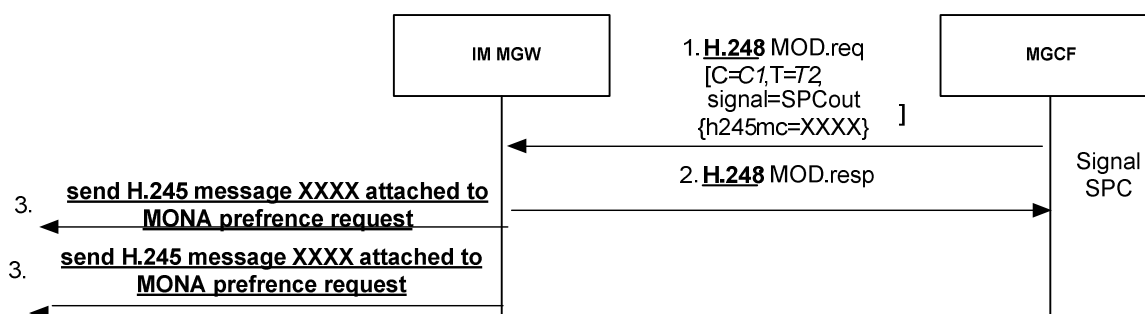 IM MGW
MGCF
1. H.248 MOD.req
[C=C1,T=T2,
signal=SPCout
{h245mc=XXXX}
]
Signal
SPC
2. H.248 MOD.resp
3.
send H.245 message XXXX attached to
MONA prefrence request
3.
send H.245 message XXXX attached to
MONA prefrence request